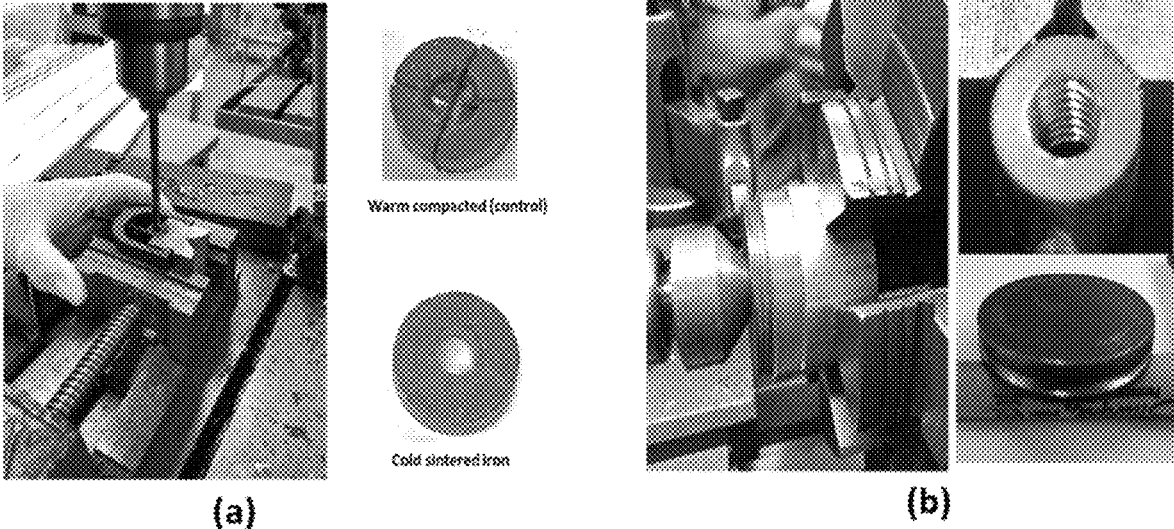 Warm compacted (control)
Cold sintered iron
(a)
(b)